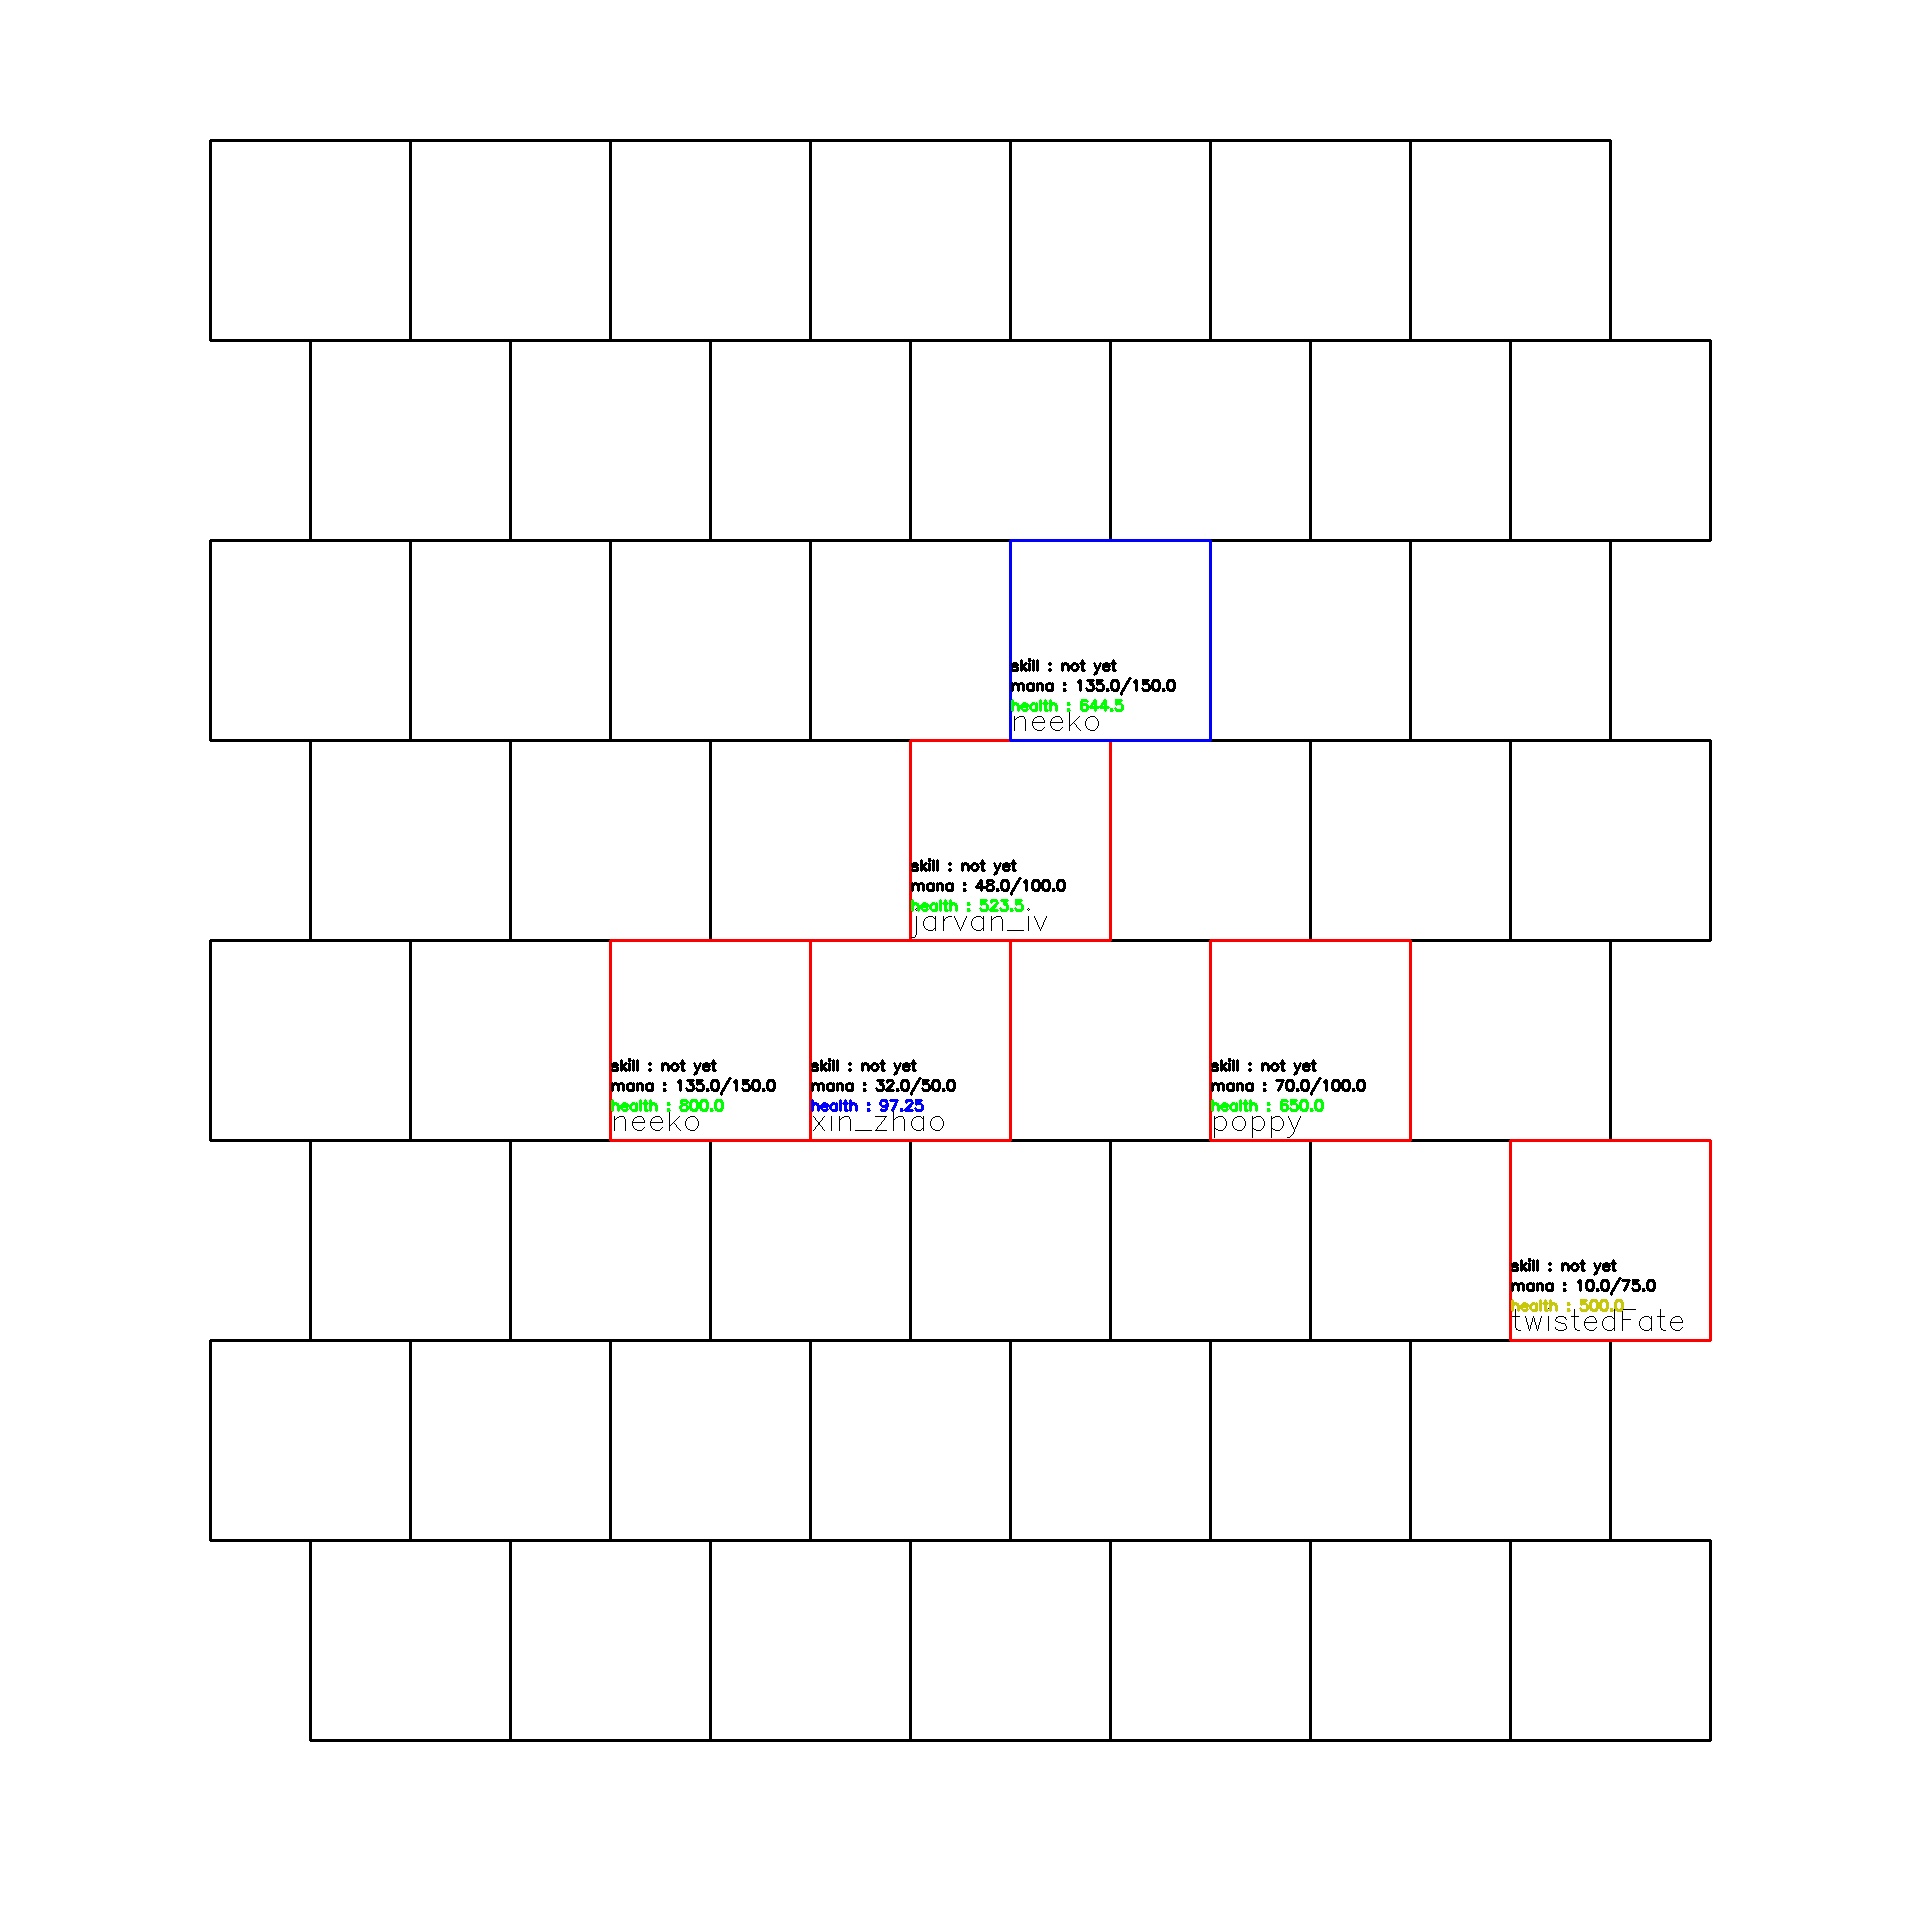 skill : not yet
mana : 135.0/150.0
health : 644.5
neeko
skill : not yet
mana : 48.0/100.0
health : 523.5
jarvan_iv
skill : not yet
mana : 135.0/150.0
health : 800.0
neeko
skill : not yet
mana : 32.0/50.0
health : 97.25
xin_zhao
skill : not yet
mana : 70.0/100.0
health : 650.0
poppy
skill : not yet
mana : 10.0/75.0
health : 500.0
twistedFate